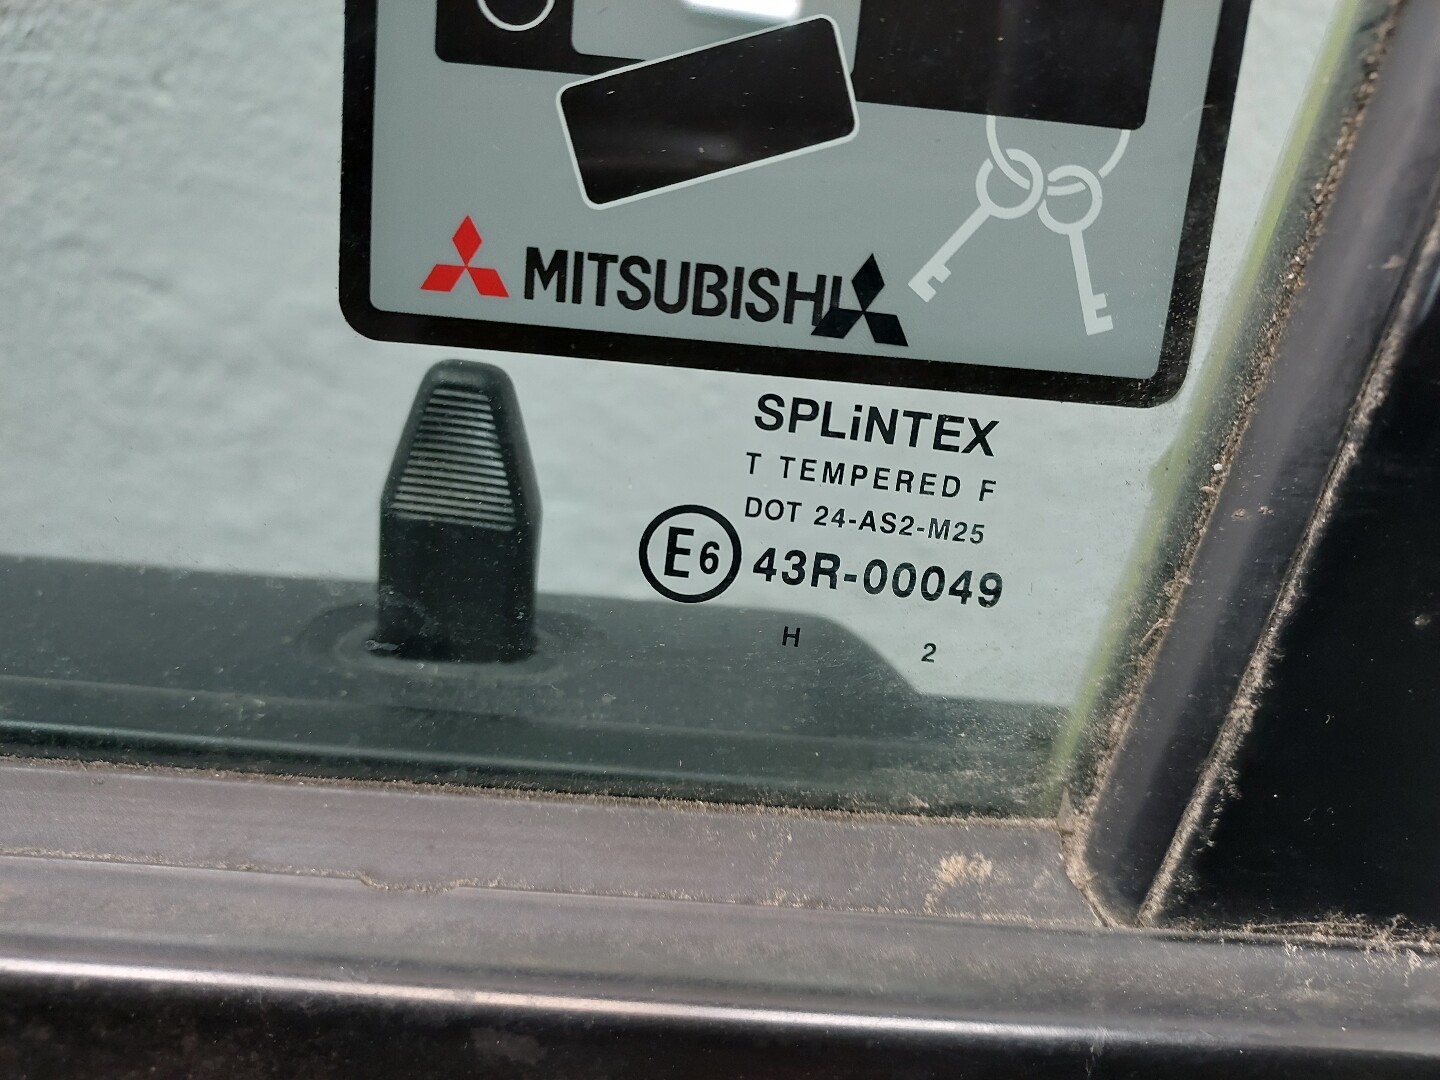 MITSUBISHI
SPLiNTEX
T TEMPERED F
DOT 24-AS2-M25
E6 43R-00049
H 2